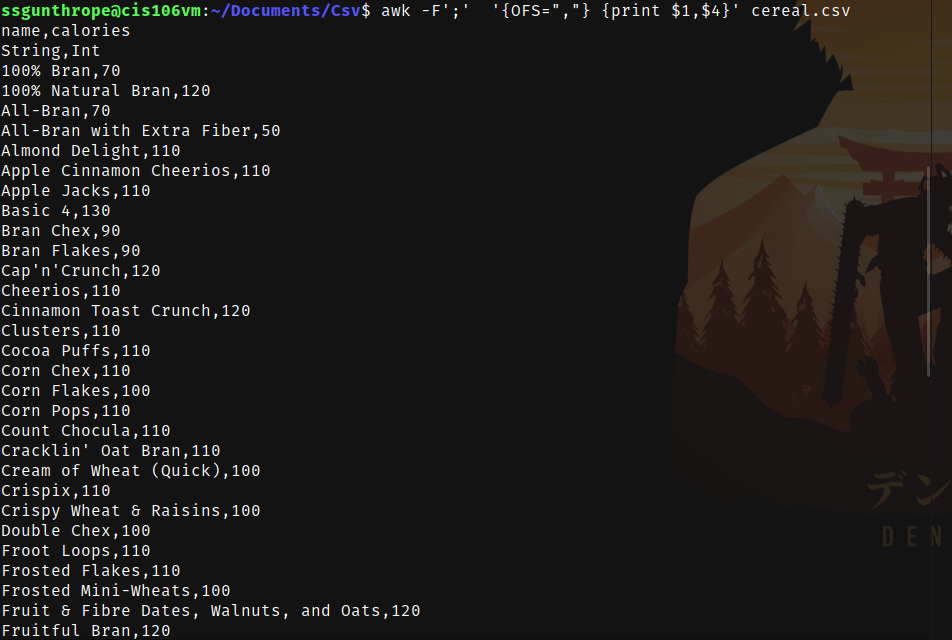 ssgunthrope@cis106vm:~/Documents/Csv$ awk -F';'  '{OFS=","} {print $1,$4}' cereal.csv
name,calories
String,Int
100% Bran,70
100% Natural Bran,120
All-Bran,70
All-Bran with Extra Fiber,50
Almond Delight,110
Apple Cinnamon Cheerios,110
Apple Jacks,110
Basic 4,130
Bran Chex,90
Bran Flakes,90
Cap'n'Crunch,120
Cheerios,110
Cinnamon Toast Crunch,120
Clusters,110
Cocoa Puffs,110
Corn Chex,110
Corn Flakes,100
Corn Pops,110
Count Chocula,110
Cracklin' Oat Bran,110
Cream of Wheat (Quick),100
Crispix,110
Crispy Wheat & Raisins,100
Double Chex,100
Froot Loops,110
Frosted Flakes,110
Frosted Mini-Wheats,100
Fruit & Fibre Dates, Walnuts, and Oats,120
Fruitful Bran,120
デン
DEN